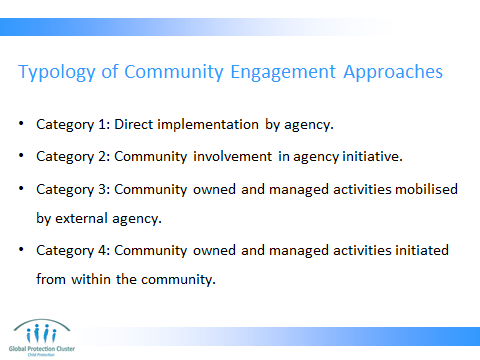 Typology of Community Engagement Approaches
• Category 1: Direct implementation by agency.
• Category 2: Community involvement in agency initiative.
• Category 3: Community owned and managed activities mobilised
by external agency.
• Category 4: Community owned and managed activities initiated
from within the community.
Global Protection Cluster
Child Protection